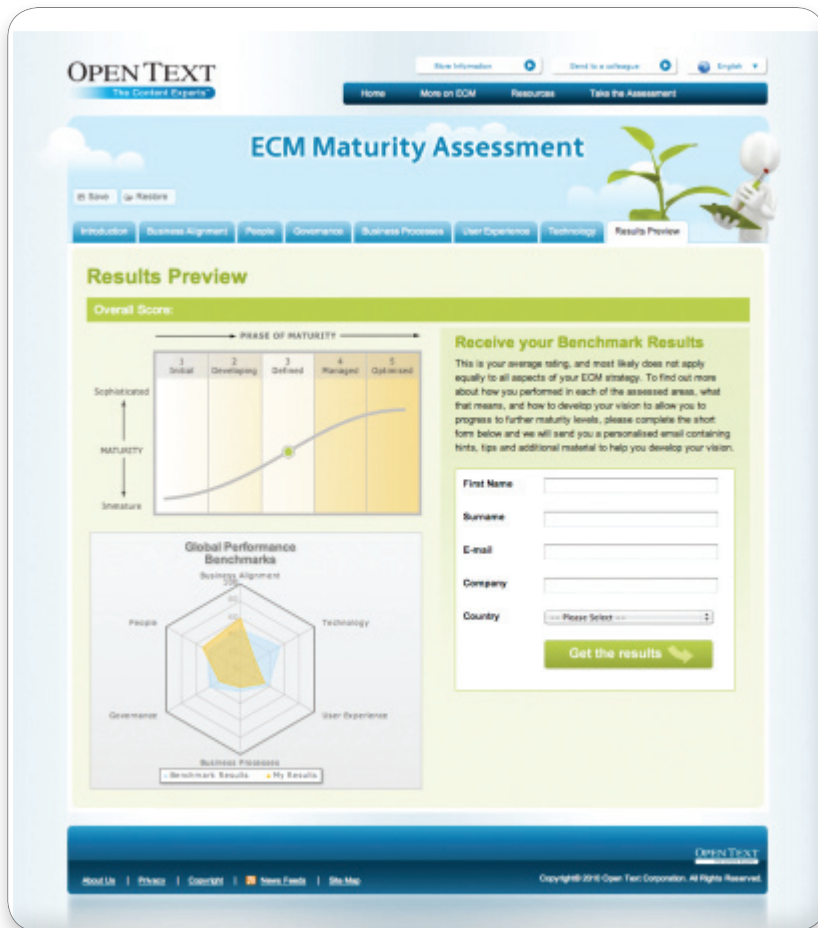 OPEN TEXT
The Content Experts™
More Information
Send to a colleague
English
Home More on ECM Resources Take the Assessment
ECM Maturity Assessment
Save Restore
Introduction Business Alignment People Governance Business Processes User Experience Technology Results Preview
Results Preview
Overall Score:
PHASE OF MATURITY
1 2 3 4 5
Initial Developing Defined Managed Optimised
Sophisticated
MATURITY
Immature
Receive your Benchmark Results
This is your average rating, and most likely does not apply
equally to all aspects of your ECM strategy. To find out more
about how you performed in each of the assessed areas, what
that means, and how to develop your vision to allow you to
progress to further maturity levels, please complete the short
form below and we will send you a personalised email containing
hints, tips and additional material to help you develop your vision.
First Name
Surname
E-mail
Company
Country
-- Please Select --
Get the results
Global Performance
Benchmarks
Business Alignment
100
People
Technology
Governance
User Experience
Business Processes
Benchmark Results My Results
OPEN TEXT
About Us | Privacy | Copyright | News Feeds | Site Map
Copyright© 2010 Open Text Corporation. All Rights Reserved.